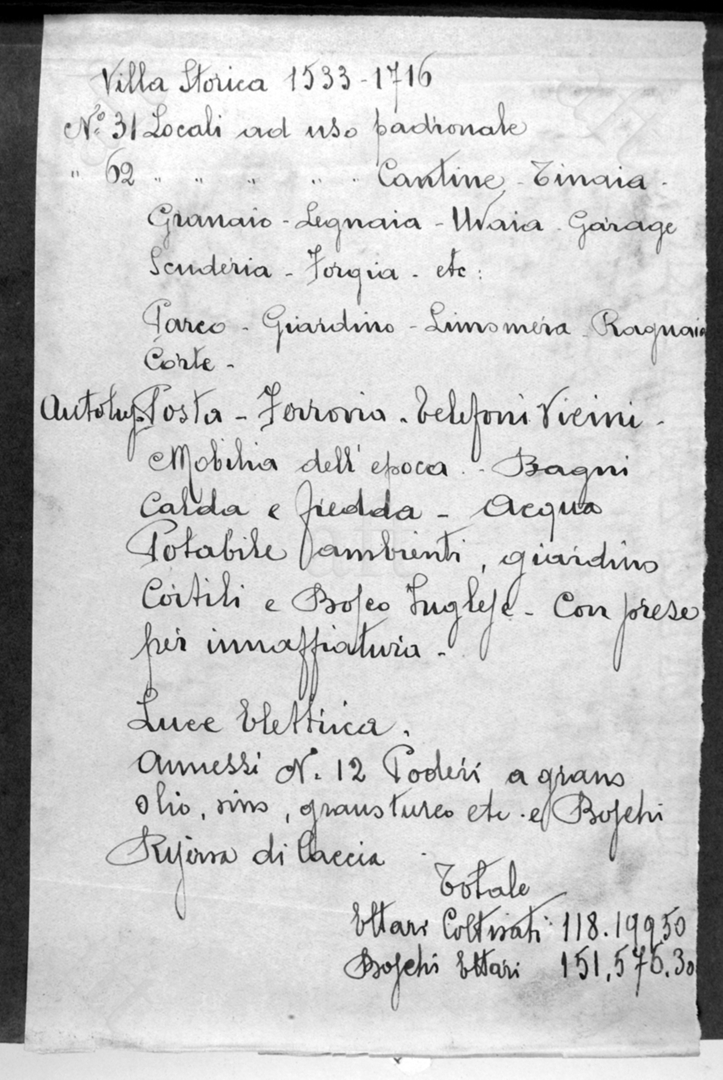 Villa Storica 1533-1716
N.º 31 Locali ad uso padronale
" 62 " " " " " Cantine - Tinaia -
Granaio - Legnaia - Uvaia - Garage
Scuderia - Forgia - etc:
Parco - Giardino - Limonaia - Ragnaia
Corte -
Posta - Ferrovia - Telefoni Vicini -
Mobilia dell'epoca - Bagni
Calda e fredda - Acqua
Potabile ambienti, giardino
Cortili e Bosco Inglese - Con prese
per innaffiatura -
Luce Elettrica.
Annessi N. 12 Poderi a grano
olio, vino, granoturco etc. e Boschi
Riserva di Caccia
Totale
Ettari Coltivati 118.19950
Boschi Ettari 151,576.30